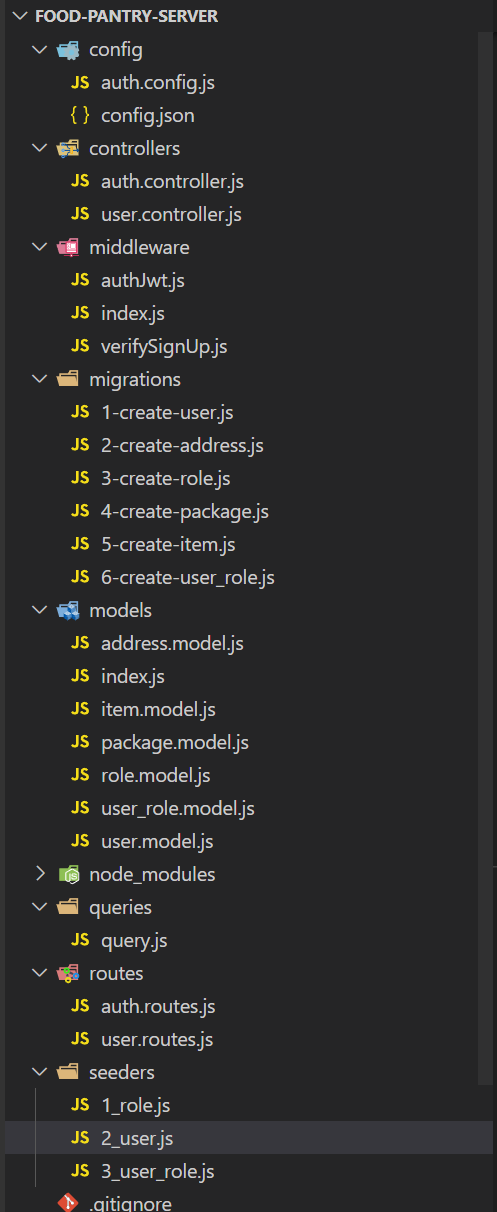 FOOD-PANTRY-SERVER
config
JS auth.config.js
{ } config.json
controllers
JS auth.controller.js
JS user.controller.js
middleware
JS authJwt.js
JS index.js
JS verifySignUp.js
migrations
JS 1-create-user.js
JS 2-create-address.js
JS 3-create-role.js
JS 4-create-package.js
JS 5-create-item.js
JS 6-create-user_role.js
models
JS address.model.js
JS index.js
JS item.model.js
JS package.model.js
JS role.model.js
JS user_role.model.js
JS user.model.js
node_modules
queries
JS query.js
routes
JS auth.routes.js
JS user.routes.js
seeders
JS 1_role.js
JS 2_user.js
JS 3_user_role.js
.gitignore